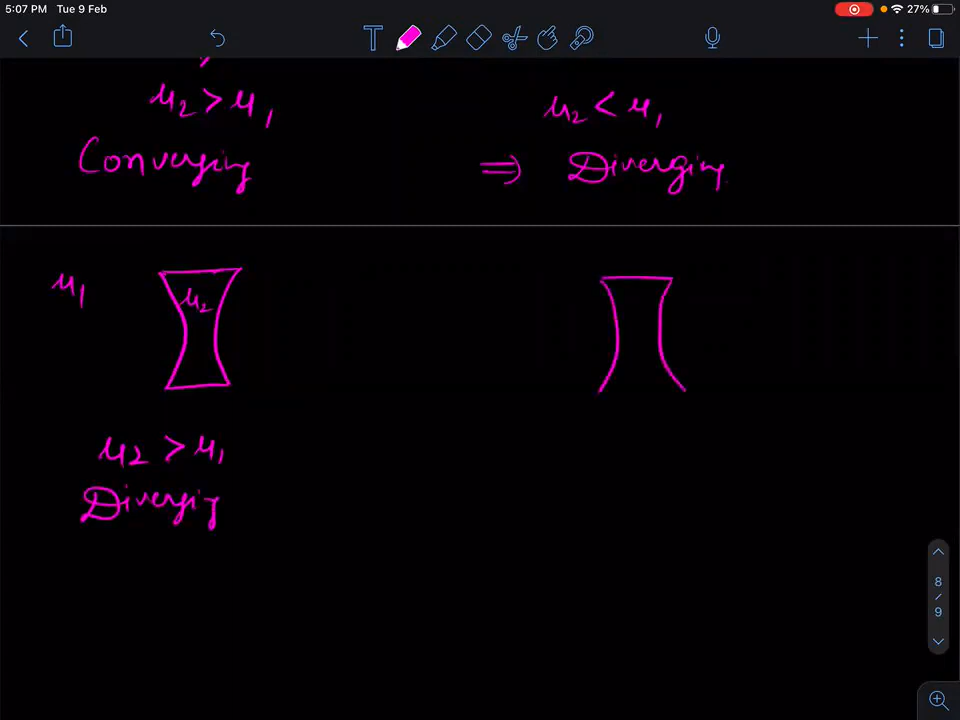 5:07 PM Tue 9 Feb
27%
μ2 > μ1
Converging
μ2 < μ1
⇒ Diverging
μ1
μ2
μ2 > μ1
Diverging
8
/
9